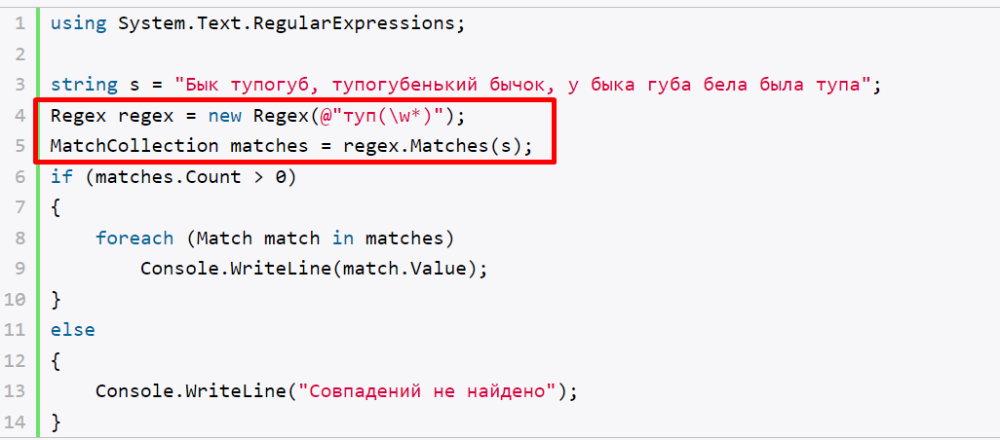 1 using System.Text.RegularExpressions;
2
3 string s = "Бык тупогуб, тупогубенький бычок, у быка губа бела была тупа";
4 Regex regex = new Regex(@"туп(\w*)");
5 MatchCollection matches = regex.Matches(s);
6 if (matches.Count > 0)
7 {
8     foreach (Match match in matches)
9         Console.WriteLine(match.Value);
10 }
11 else
12 {
13     Console.WriteLine("Совпадений не найдено");
14 }